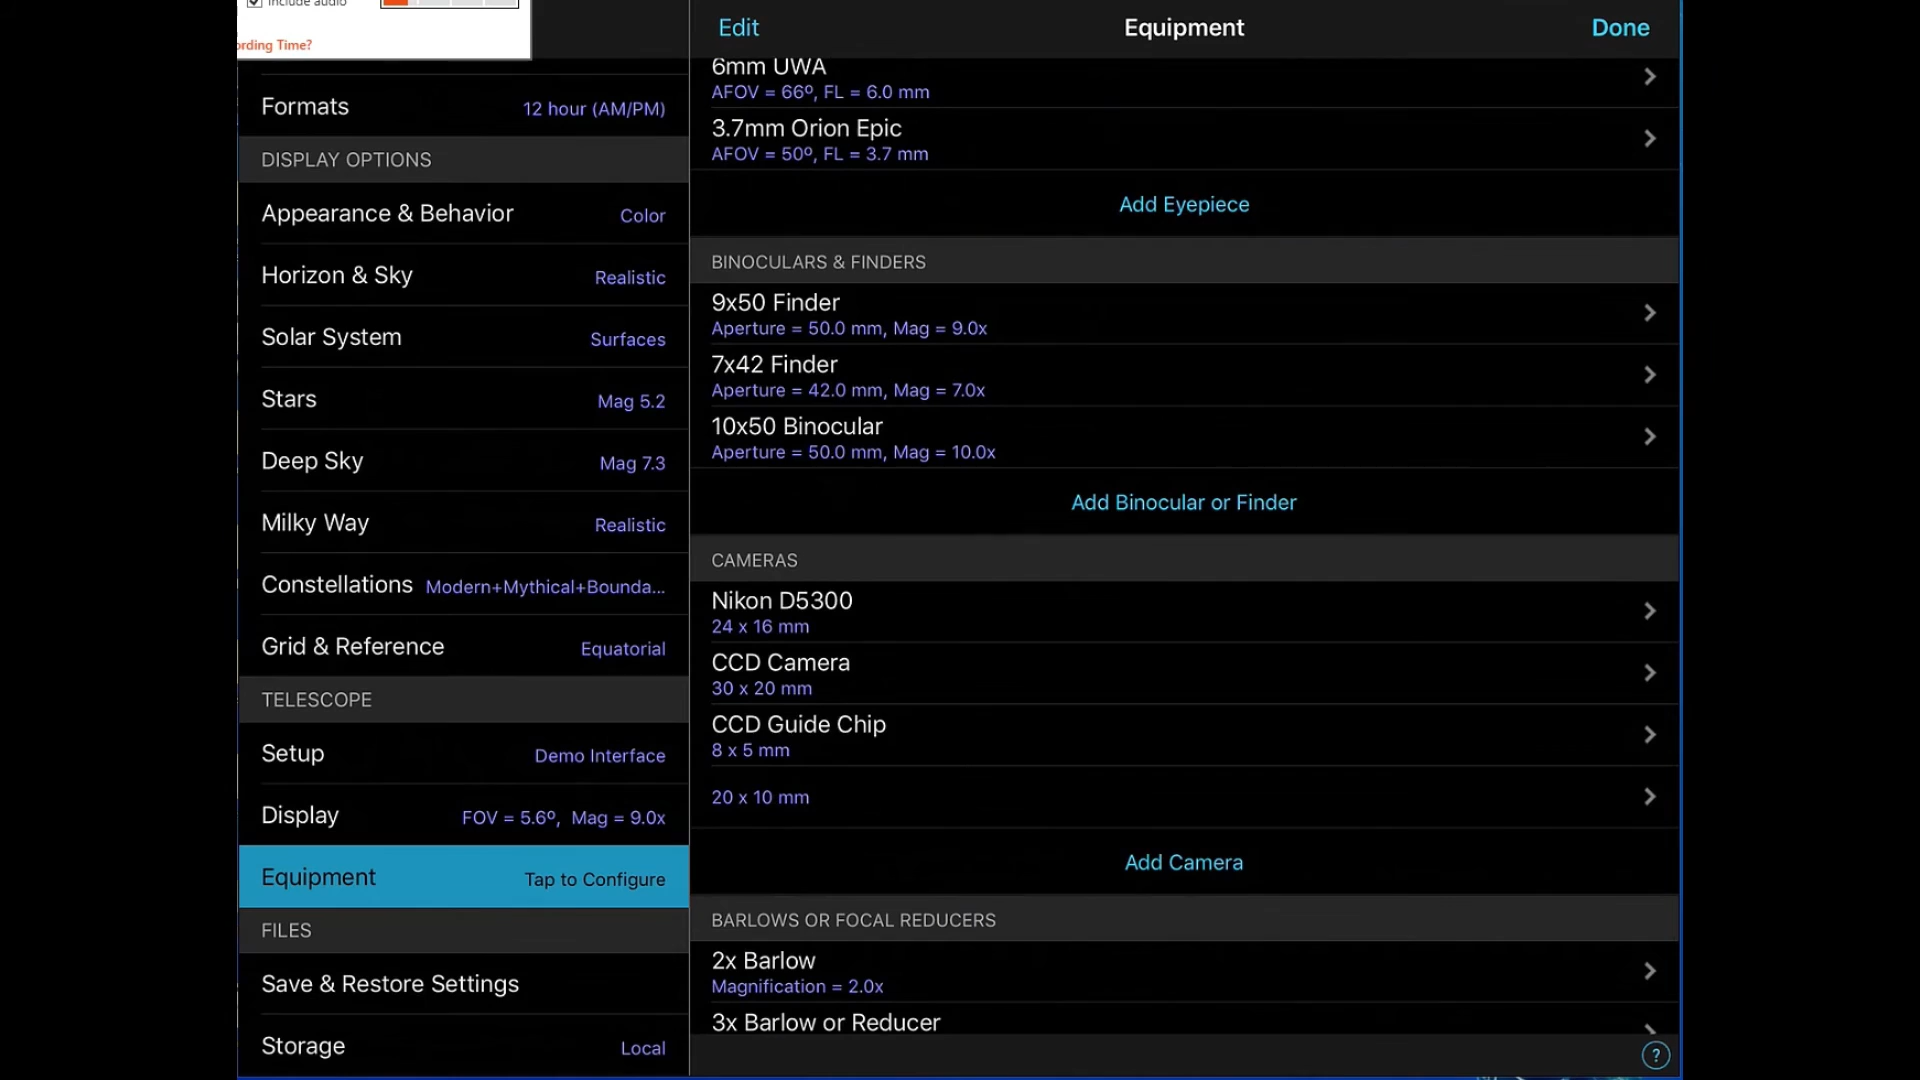 Include audio
ording Time?
Formats 12 hour (AM/PM)
DISPLAY OPTIONS
Appearance & Behavior Color
Horizon & Sky Realistic
Solar System Surfaces
Stars Mag 5.2
Deep Sky Mag 7.3
Milky Way Realistic
Constellations Modern+Mythical+Bounda...
Grid & Reference Equatorial
TELESCOPE
Setup Demo Interface
Display FOV = 5.6º, Mag = 9.0x
Equipment Tap to Configure
FILES
Save & Restore Settings
Storage Local
Edit Equipment Done
6mm UWA
AFOV = 66º, FL = 6.0 mm
3.7mm Orion Epic
AFOV = 50º, FL = 3.7 mm
Add Eyepiece
BINOCULARS & FINDERS
9x50 Finder
Aperture = 50.0 mm, Mag = 9.0x
7x42 Finder
Aperture = 42.0 mm, Mag = 7.0x
10x50 Binocular
Aperture = 50.0 mm, Mag = 10.0x
Add Binocular or Finder
CAMERAS
Nikon D5300
24 x 16 mm
CCD Camera
30 x 20 mm
CCD Guide Chip
8 x 5 mm
20 x 10 mm
Add Camera
BARLOWS OR FOCAL REDUCERS
2x Barlow
Magnification = 2.0x
3x Barlow or Reducer
?